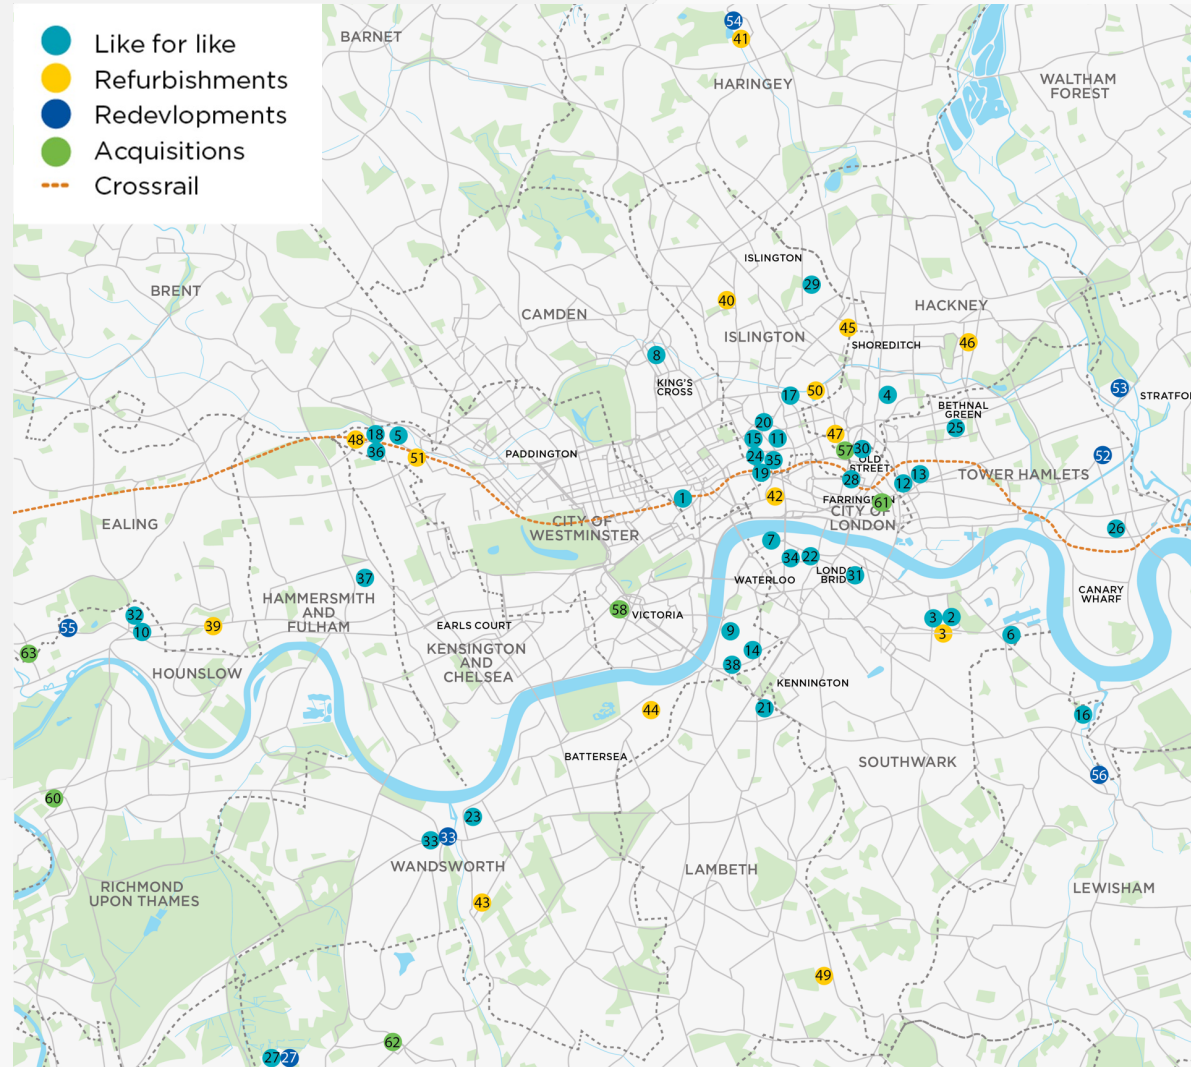 Like for like
Refurbishments
Redevlopments
Acquisitions
Crossrail
BARNET
54
41
HARINGEY
WALTHAM
FOREST
ISLINGTON
29
BRENT
40
HACKNEY
CAMDEN
45
ISLINGTON
46
SHOREDITCH
8
KING'S
CROSS
53
50
17
4
STRATFO
BETHNAL
GREEN
20
25
18
5
47
48
15
11
36
57
30
52
PADDINGTON
24
35
51
OLD
STREET
19
TOWER HAMLETS
28
13
12
1
42
FARRINGTON
61
CITY OF
LONDON
EALING
CITY OF
WESTMINSTER
26
7
34
22
LONDON
BRIDGE
31
WATERLOO
37
CANARY
WHARF
HAMMERSMITH
AND
FULHAM
58
VICTORIA
32
3
2
55
10
39
EARLS COURT
9
3
6
63
KENSINGTON
AND
CHELSEA
14
38
HOUNSLOW
KENNINGTON
44
21
16
BATTERSEA
SOUTHWARK
56
60
23
33
33
WANDSWORTH
LAMBETH
RICHMOND
UPON THAMES
LEWISHAM
43
49
62
27
27